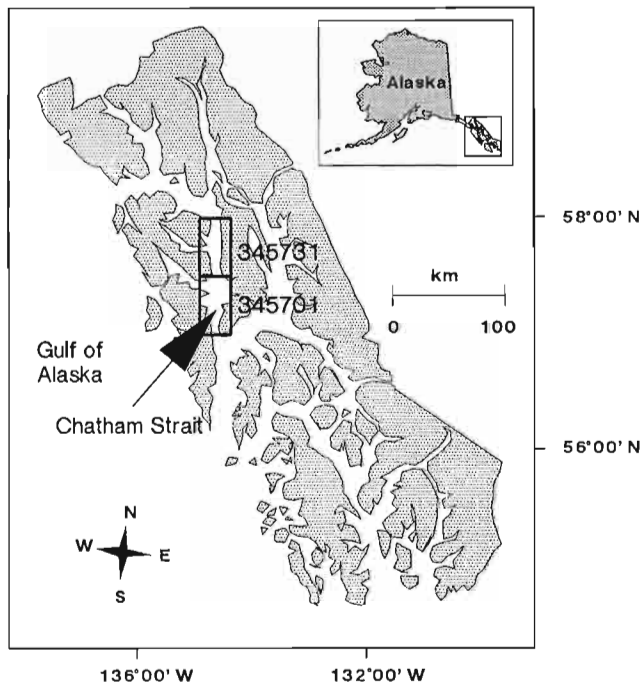 Alaska
58°00' N
345731
345701
km
0 100
Gulf of
Alaska
Chatham Strait
56°00' N
N
W E
S
136°00' W 132°00' W